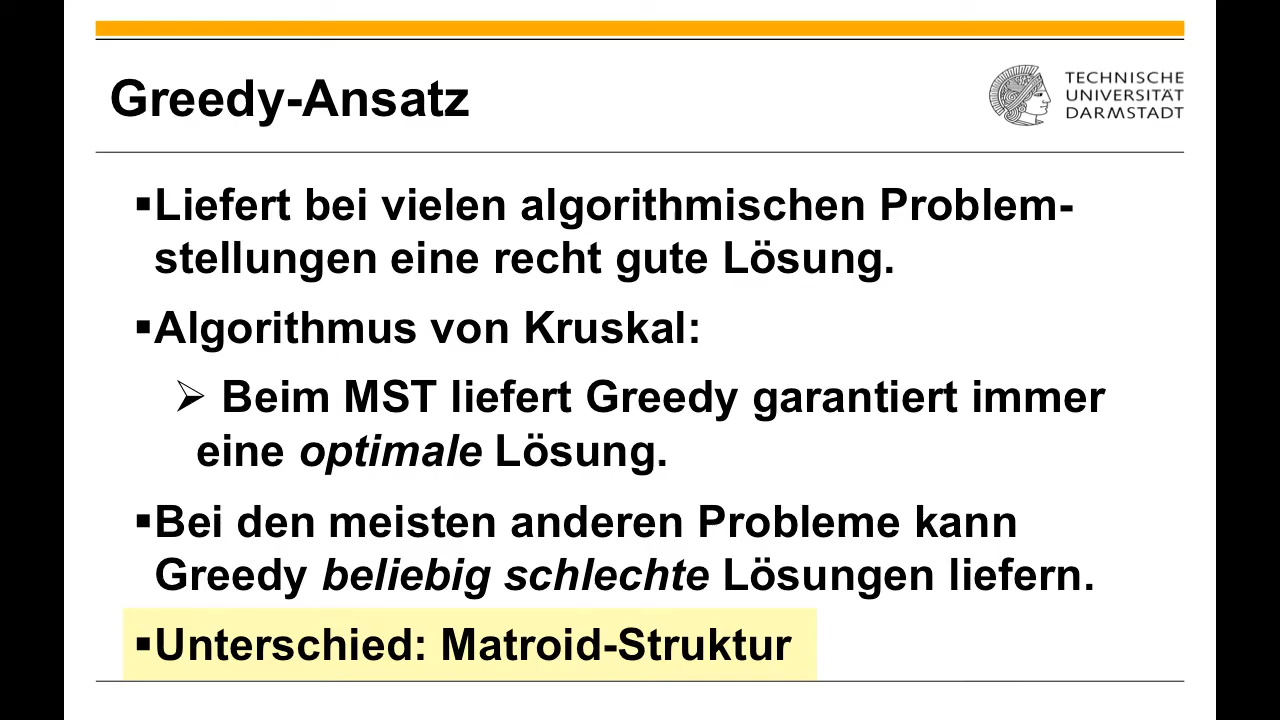 Greedy-Ansatz
TECHNISCHE
UNIVERSITÄT
DARMSTADT
▪Liefert bei vielen algorithmischen Problem-
stellungen eine recht gute Lösung.
▪Algorithmus von Kruskal:
➢ Beim MST liefert Greedy garantiert immer
eine optimale Lösung.
▪Bei den meisten anderen Probleme kann
Greedy beliebig schlechte Lösungen liefern.
▪Unterschied: Matroid-Struktur